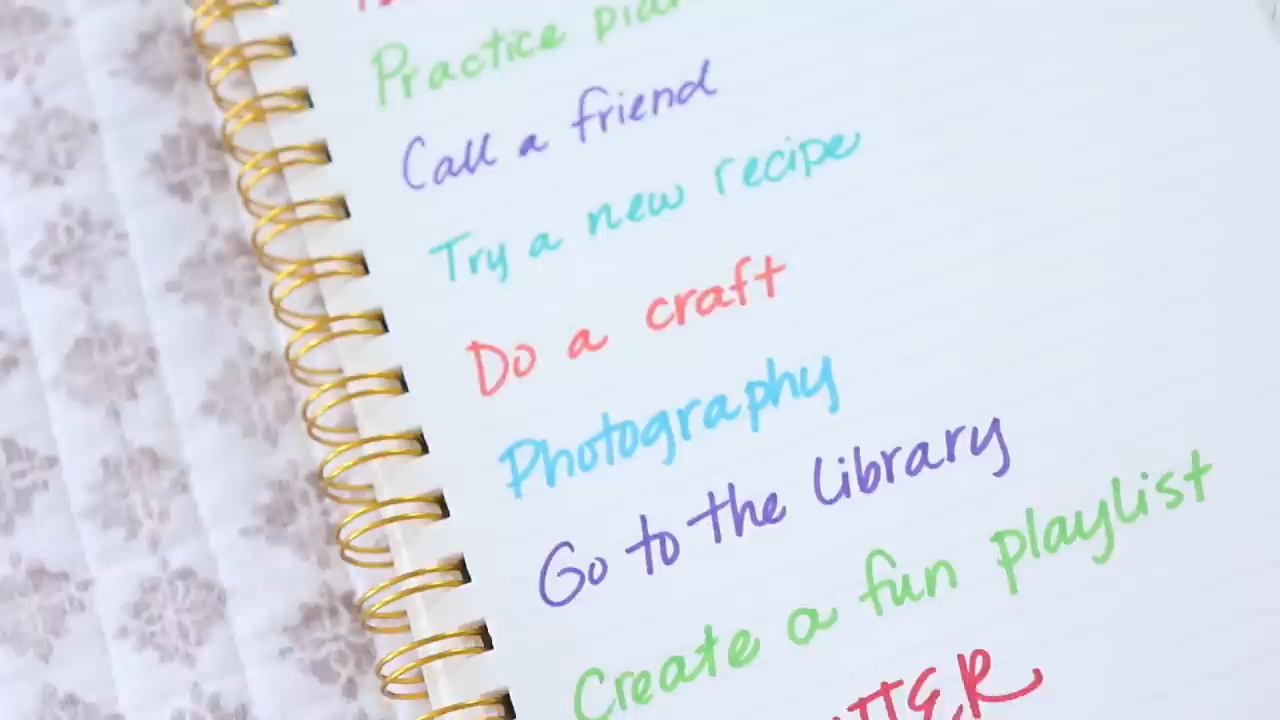 Practice
Call a friend
Try a new recipe
Do a craft
Photography
Go to the library
Create a fun playlist